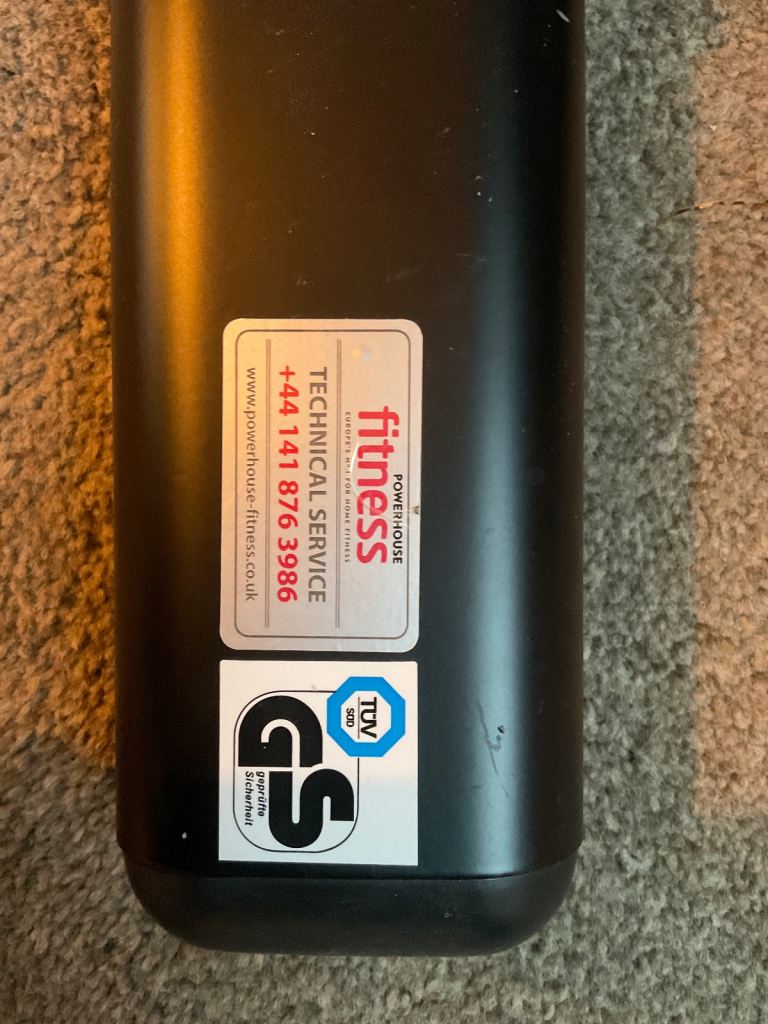 POWERHOUSE
fitness
EUROPE'S Nº1 FOR HOME FITNESS
TECHNICAL SERVICE
+44 141 876 3986
www.powerhouse-fitness.co.uk
TÜV
SÜD
GS
geprüfte
Sicherheit